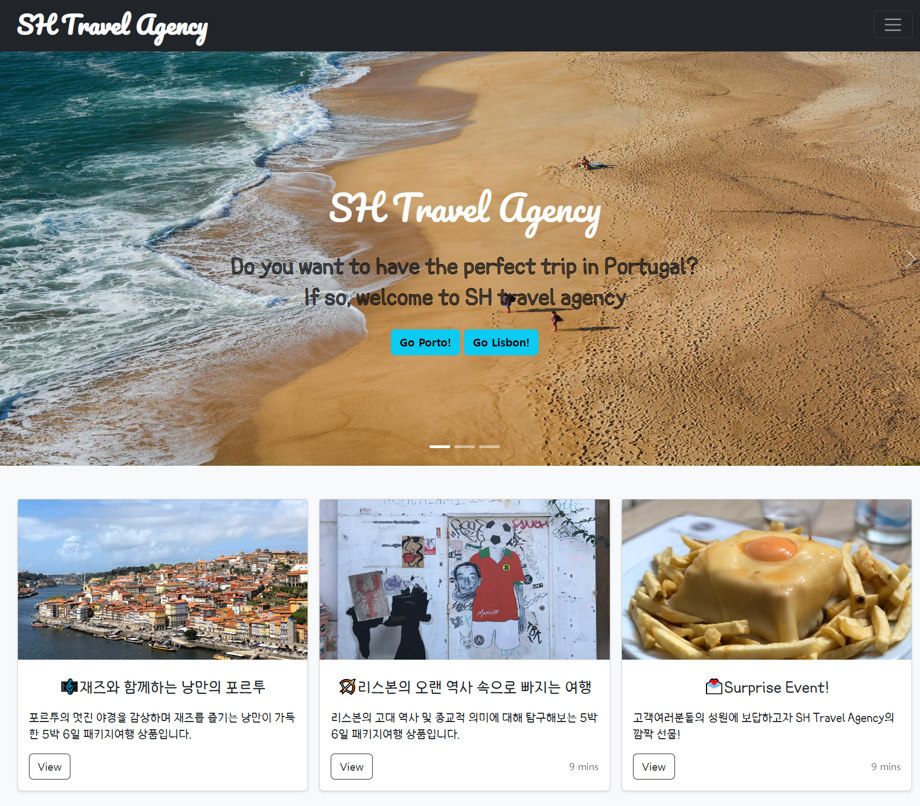 SH Travel Agency
SH Travel Agency
Do you want to have the perfect trip in Portugal?
If so, welcome to SH travel agency
Go Porto! Go Lisbon!
재즈와 함께하는 낭만의 포르투
포르투의 멋진 야경을 감상하며 재즈를 즐기는 낭만이 가득
한 5박 6일 패키지여행 상품입니다.
View
리스본의 오랜 역사 속으로 빠지는 여행
리스본의 고대 역사 및 종교적 의미에 대해 탐구해보는 5박
6일 패키지여행 상품입니다.
View 9 mins
Surprise Event!
고객여러분들의 성원에 보답하고자 SH Travel Agency의
깜짝 선물!
View 9 mins